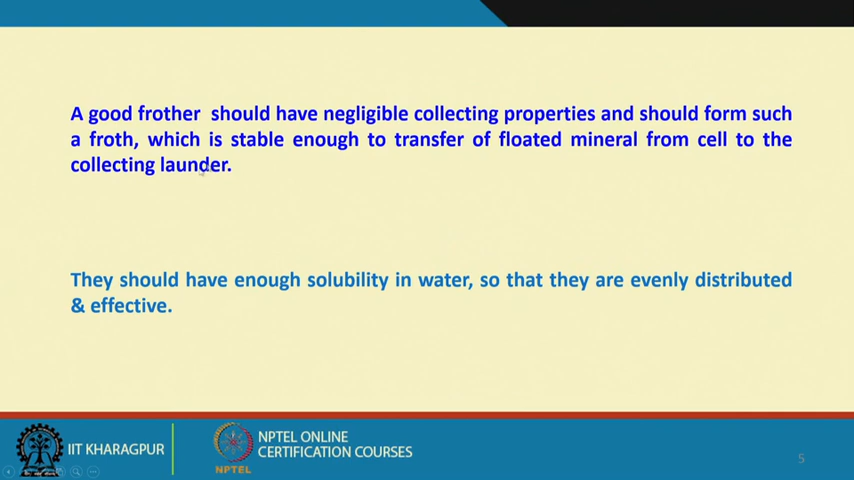 A good frother should have negligible collecting properties and should form such
a froth, which is stable enough to transfer of floated mineral from cell to the
collecting launder.
They should have enough solubility in water, so that they are evenly distributed
& effective.
IIT KHARAGPUR
NPTEL
NPTEL ONLINE
CERTIFICATION COURSES
5